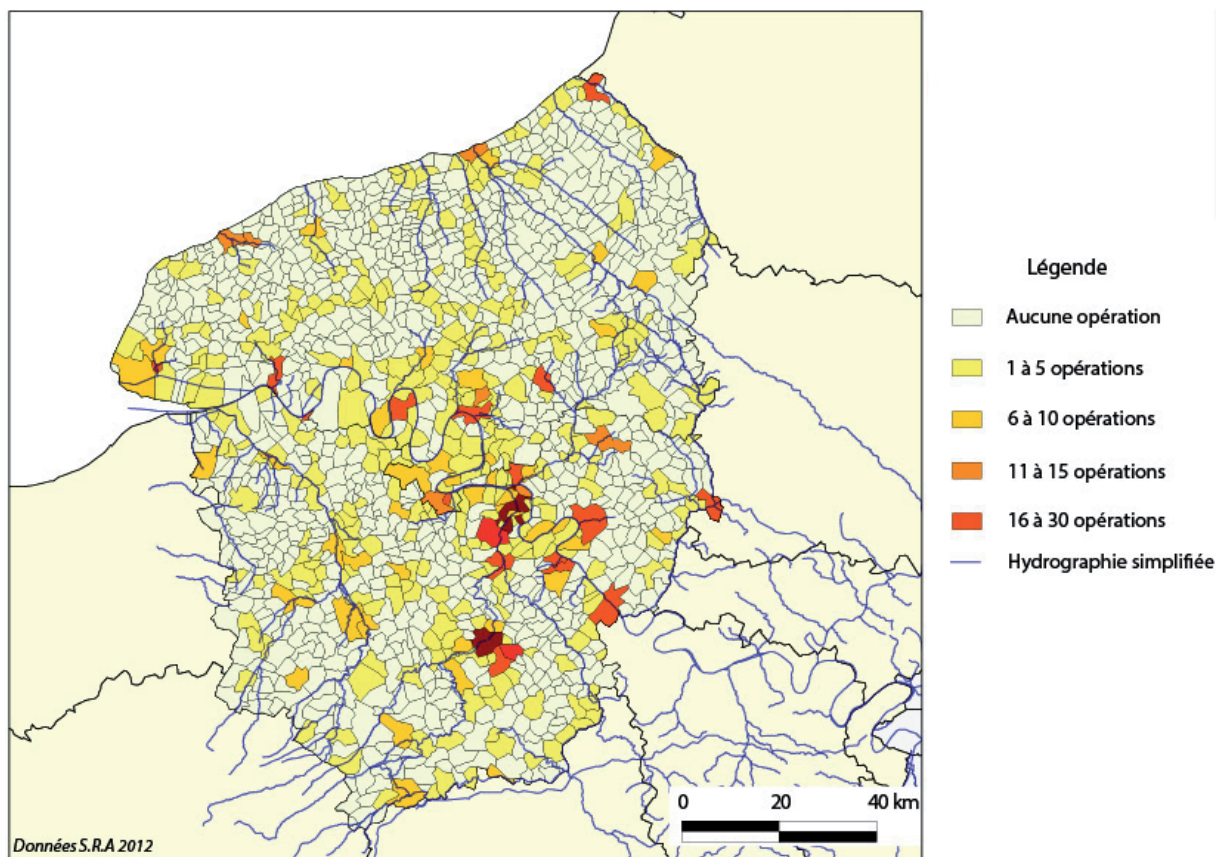 Légende
Aucune opération
1 à 5 opérations
6 à 10 opérations
11 à 15 opérations
16 à 30 opérations
Hydrographie simplifiée
0 20 40 km
Données S.R.A 2012